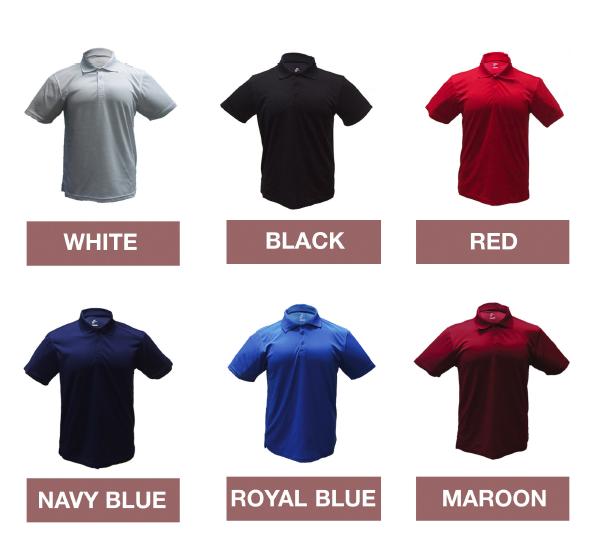 WHITE
BLACK
RED
NAVY BLUE
ROYAL BLUE
MAROON